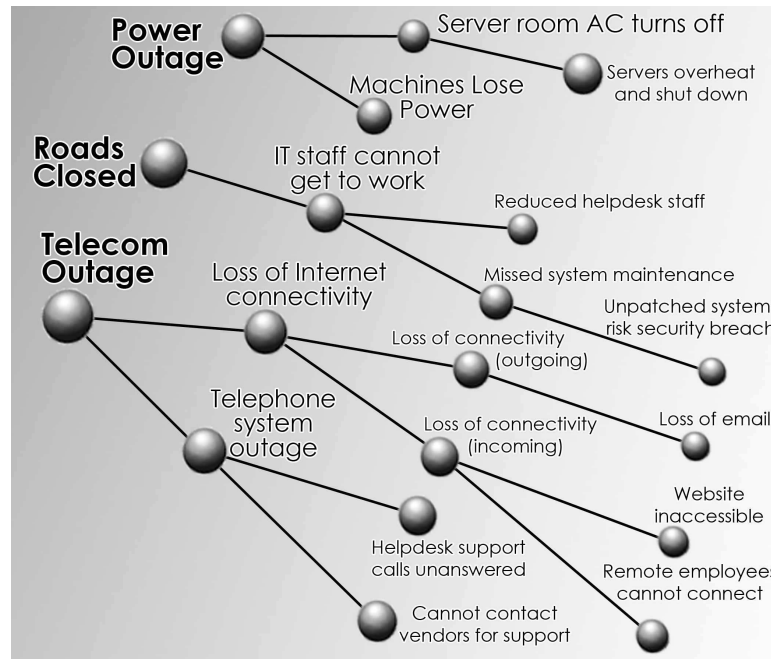 Power
Outage
Server room AC turns off
Servers overheat
and shut down
Machines Lose
Power
Roads
Closed
IT staff cannot
get to work
Reduced helpdesk staff
Missed system maintenance
Unpatched system
risk security breach
Telecom
Outage
Loss of Internet
connectivity
Loss of connectivity
(outgoing)
Loss of email
Telephone
system
outage
Loss of connectivity
(incoming)
Website
inaccessible
Helpdesk support
calls unanswered
Remote employees
cannot connect
Cannot contact
vendors for support